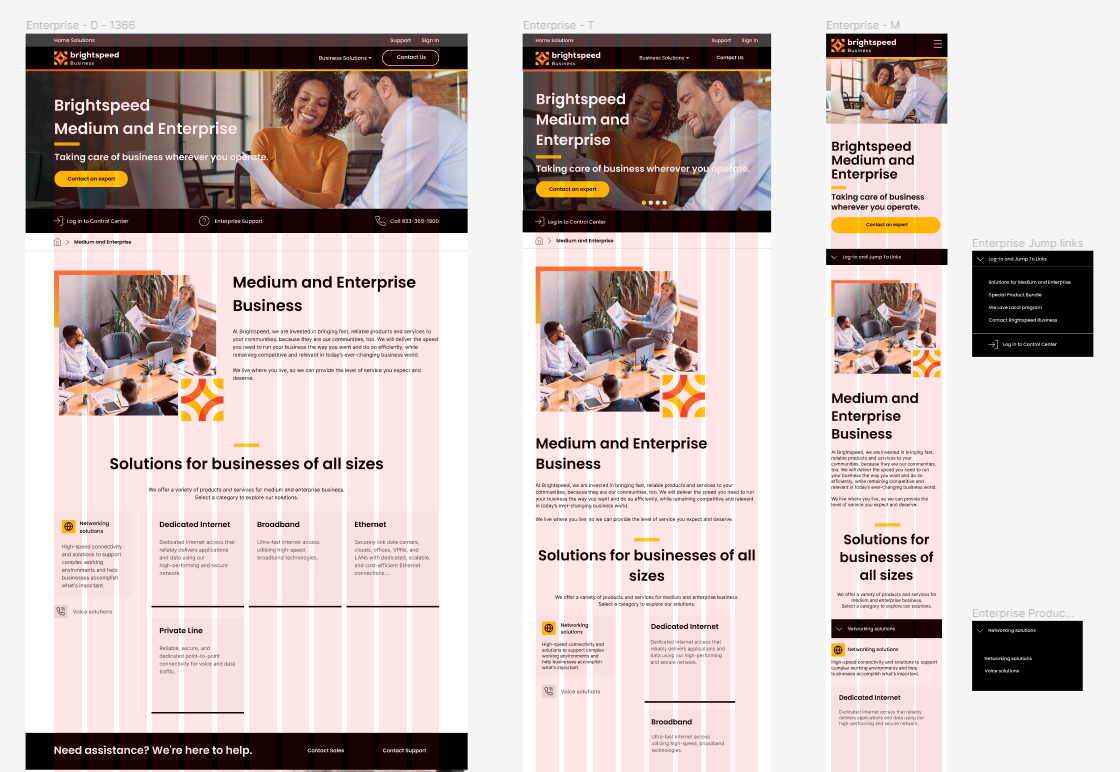 Enterprise - D - 1366
Home Solutions
Support
Sign In
brightspeed
Business
Business Solutions
Contact Us
Brightspeed
Medium and Enterprise
Taking care of business wherever you operate.
Contact an expert
Log in to Control Center
Enterprise Support
Call 833-369-1900
Medium and Enterprise
Medium and Enterprise
Business
At Brightspeed, we are invested in bringing fast, reliable products and services to
your communities, because they are our communities, too. We will deliver the speed
you need to run your business the way you want and do so efficiently, while
remaining competitive and relevant in today's ever-changing business world.
We live where you live, so we can provide the level of service you expect and
deserve.
Solutions for businesses of all sizes
We offer a variety of products and services for medium and enterprise business.
Select a category to explore our solutions.
Networking
solutions
High-speed connectivity
and solutions to support
complex working
environments and help
businesses accomplish
what's important.
Voice solutions
Dedicated Internet
Dedicated Internet access that
reliably delivers applications
and data using our
high-performing and secure
network.
Broadband
Ultra-fast Internet access
utilizing high-speed,
broadband technologies.
Ethernet
Securely link data centers,
clouds, offices, VPNs, and
LANs with dedicated, scalable,
and cost-efficient Ethernet
connections....
Private Line
Reliable, secure, and
dedicated point-to-point
connectivity for voice and data
traffic.
Need assistance? We're here to help.
Contact Sales
Contact Support
Enterprise - T
Home Solutions
Support
Sign In
brightspeed
Business
Business Solutions
Contact Us
Brightspeed
Medium and
Enterprise
Taking care of business wherever you operate.
Contact an expert
Log in to Control Center
Medium and Enterprise
Medium and Enterprise
Business
At Brightspeed, we are invested in bringing fast, reliable products and services to your
communities, because they are our communities, too. We will deliver the speed you need to run
your business the way you want and do so efficiently, while remaining competitive and relevant
in today's ever-changing business world.
We live where you live, so we can provide the level of service you expect and deserve.
Solutions for businesses of all
sizes
We offer a variety of products and services for medium and enterprise business.
Select a category to explore our solutions.
Networking
solutions
High-speed connectivity and
solutions to support complex
working environments and
help businesses accomplish
what's important.
Voice solutions
Dedicated Internet
Dedicated Internet access that
reliably delivers applications and
data using our high-performing
and secure network.
Broadband
Ultra-fast Internet access
utilizing high-speed, broadband
technologies.
Enterprise - M
brightspeed
Business
Brightspeed
Medium and
Enterprise
Taking care of business
wherever you operate.
Contact an expert
Log-in and Jump To Links
Medium and
Enterprise
Business
At Brightspeed, we are invested in bringing fast,
reliable products and services to your
communities, because they are our communities,
too. We will deliver the speed you need to run
your business the way you want and do so
efficiently, while remaining competitive and
relevant in today's ever-changing business world.
We live where you live, so we can provide the
level of service you expect and deserve.
Solutions for
businesses of
all sizes
We offer a variety of products and services for
medium and enterprise business.
Select a category to explore our solutions.
Networking solutions
Networking solutions
High-speed connectivity and solutions to support
complex working environments and help
businesses accomplish what's important.
Dedicated Internet
Dedicated Internet access that reliably
delivers applications and data using our
high-performing and secure network.
Enterprise Jump links
Log-in and Jump To Links
Solutions for Medium and Enterprise
Special Product Bundle
We Love Local program
Contact Brightspeed Business
Log in to Control Center
Enterprise Produc...
Networking solutions
Networking solutions
Voice solutions